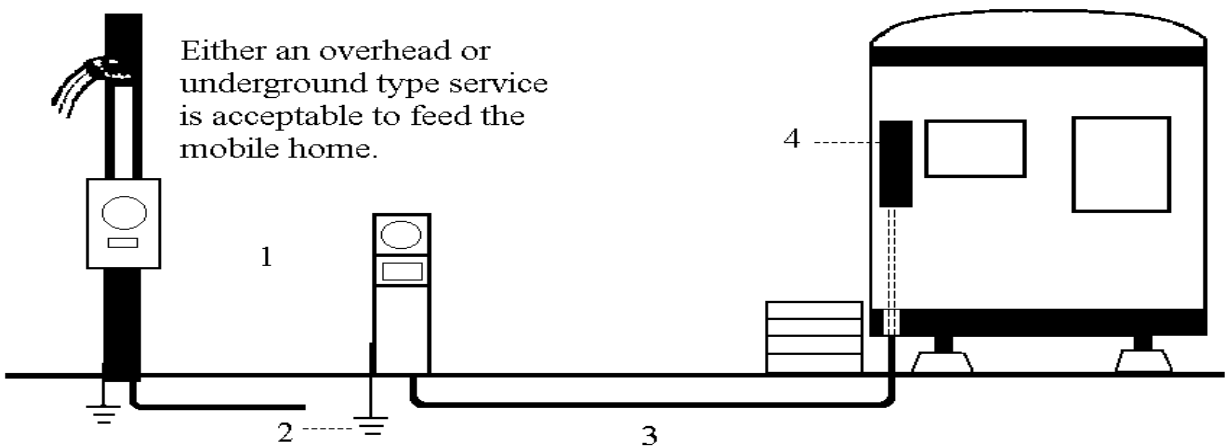 Either an overhead or
underground type service
is acceptable to feed the
mobile home.
4
1
2
3